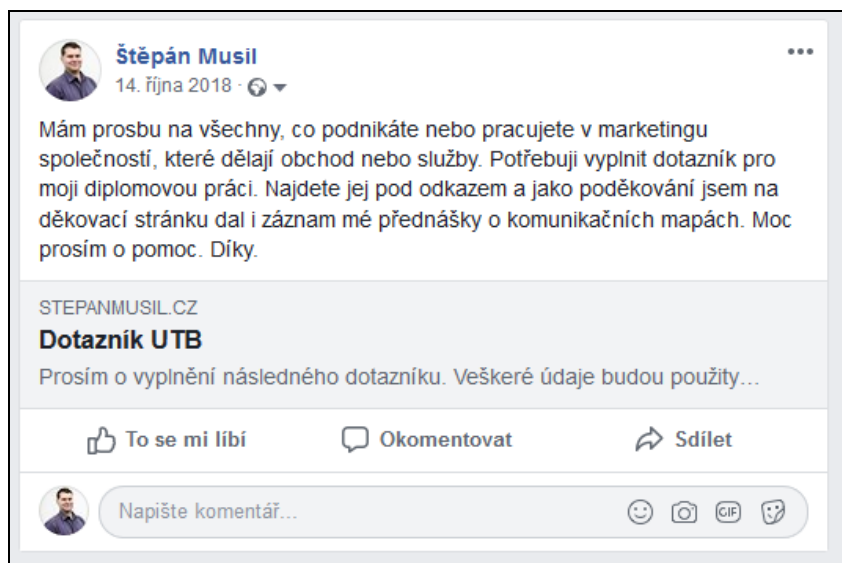 Štěpán Musil
14. října 2018 ·
Mám prosbu na všechny, co podnikáte nebo pracujete v marketingu
společností, které dělají obchod nebo služby. Potřebuji vyplnit dotazník pro
moji diplomovou práci. Najdete jej pod odkazem a jako poděkování jsem na
děkovací stránku dal i záznam mé přednášky o komunikačních mapách. Moc
prosím o pomoc. Díky.
STEPANMUSIL.CZ
Dotazník UTB
Prosím o vyplnění následného dotazníku. Veškeré údaje budou použity…
To se mi líbí Okomentovat Sdílet
Napište komentář... GIF